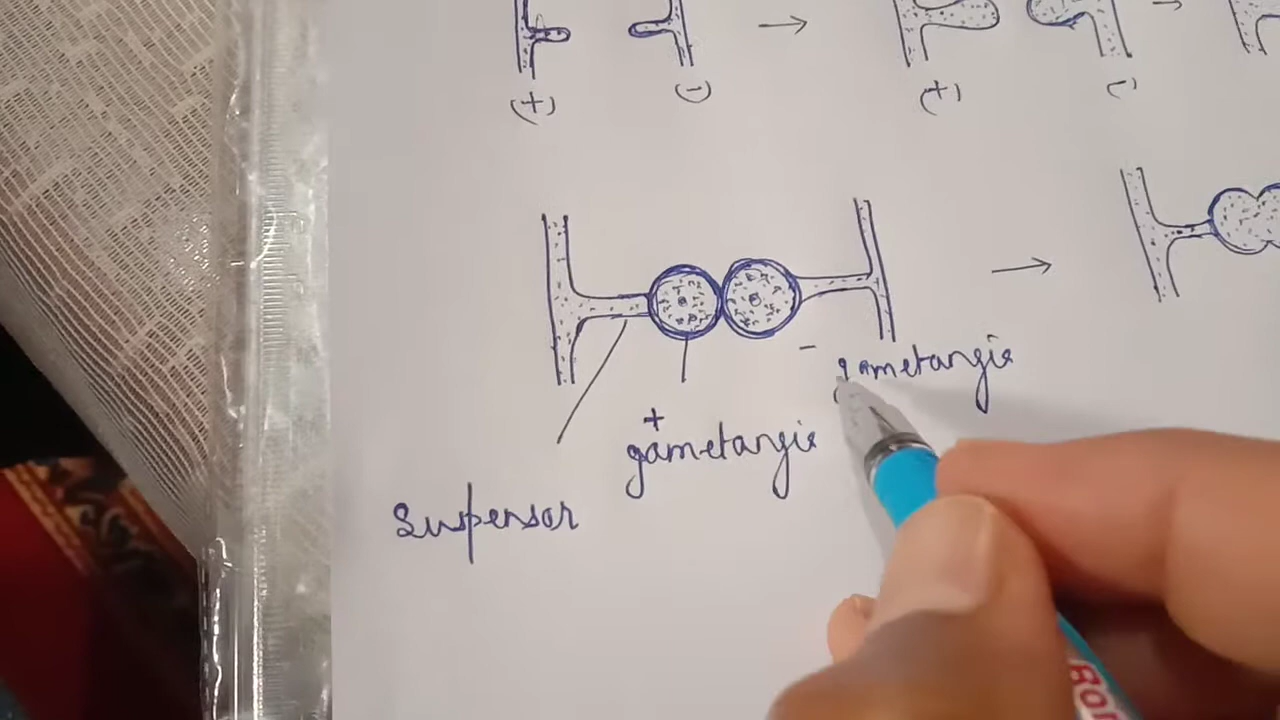 (+) (-) (+) (-)
- gametangia
+
gametangia
Suspensor